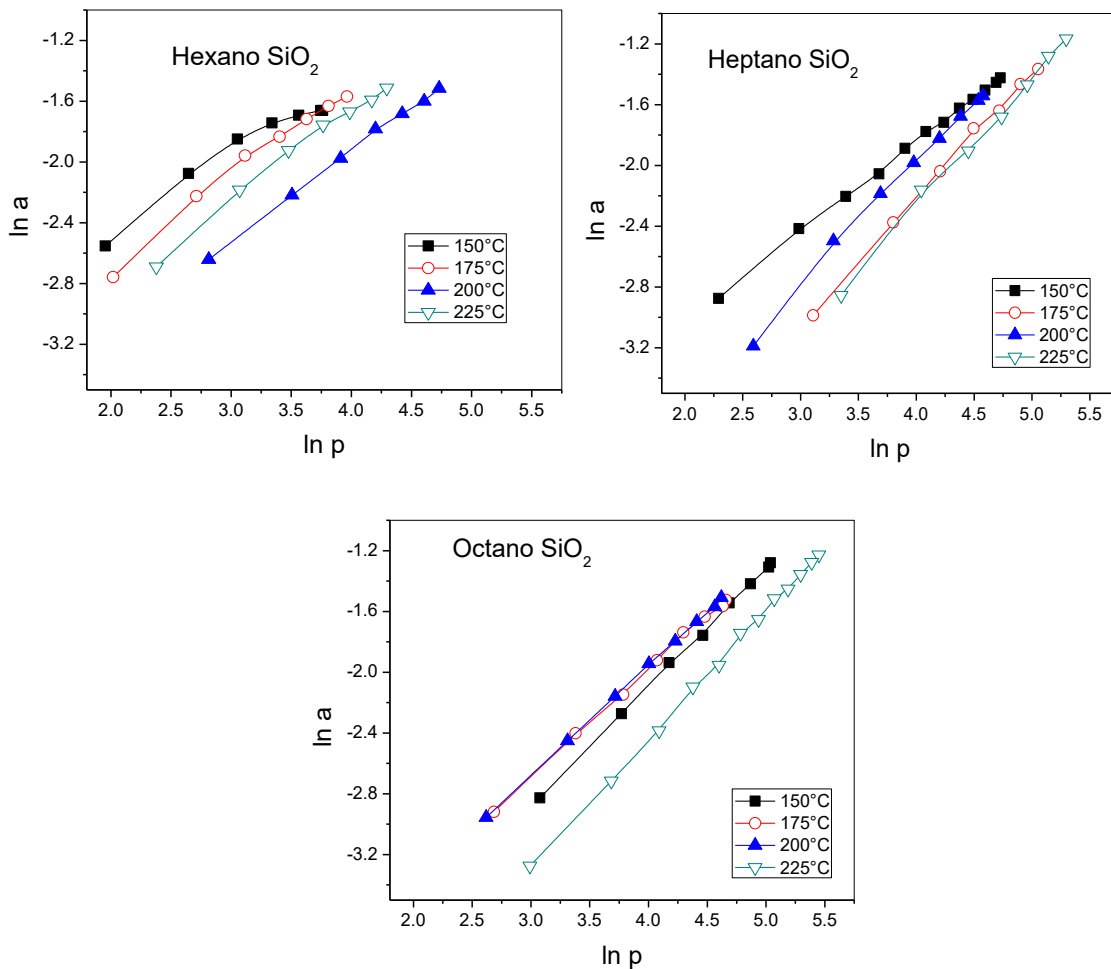 Hexano SiO₂
ln a
-1.2
-1.6
-2.0
-2.4
-2.8
-3.2
150°C
175°C
200°C
225°C
2.0 2.5 3.0 3.5 4.0 4.5 5.0 5.5
ln p
Heptano SiO₂
ln a
-1.2
-1.6
-2.0
-2.4
-2.8
-3.2
150°C
175°C
200°C
225°C
2.0 2.5 3.0 3.5 4.0 4.5 5.0 5.5
ln p
Octano SiO₂
ln a
-1.2
-1.6
-2.0
-2.4
-2.8
-3.2
150°C
175°C
200°C
225°C
2.0 2.5 3.0 3.5 4.0 4.5 5.0 5.5
ln p